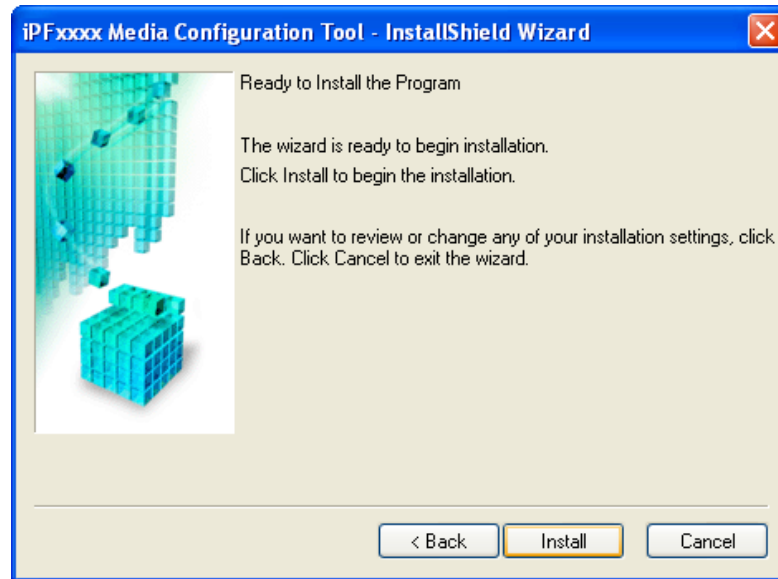 iPFxxxx Media Configuration Tool - InstallShield Wizard
Ready to Install the Program
The wizard is ready to begin installation.
Click Install to begin the installation.
If you want to review or change any of your installation settings, click
Back. Click Cancel to exit the wizard.
< Back
Install
Cancel